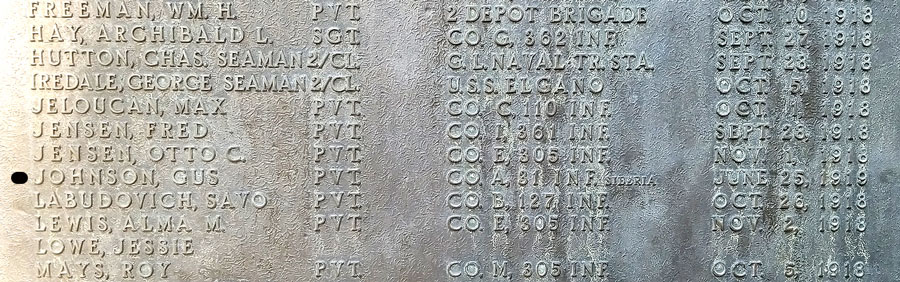 FREEMAN, WM. H. PVT. 2 DEPOT BRIGADE OCT. 10 1918
HAY, ARCHIBALD L. SGT. CO. G, 362 INF. SEPT. 27 1918
HUTTON, CHAS. SEAMAN 2/CL. G. L. NAVAL TR. STA. SEPT. 28 1918
IREDALE, GEORGE SEAMAN 2/CL. U.S.S. ELCANO OCT. 5, 1918
JELOUCAN, MAX PVT. CO. C, 110 INF. OCT. 1, 1918
JENSEN, FRED PVT. CO. I, 361 INF. SEPT. 28, 1918
JENSEN, OTTO C. PVT. CO. E, 305 INF. NOV. 1, 1918
JOHNSON, GUS PVT. CO. A, 31 INF. SIBERIA JUNE 25, 1919
LABUDOVICH, SAVO PVT. CO. B, 127 INF. OCT. 26, 1918
LEWIS, ALMA M. PVT. CO. E, 305 INF. NOV. 2, 1918
LOWE, JESSIE
MAYS, ROY PVT. CO. M, 305 INF. OCT. 5, 1918